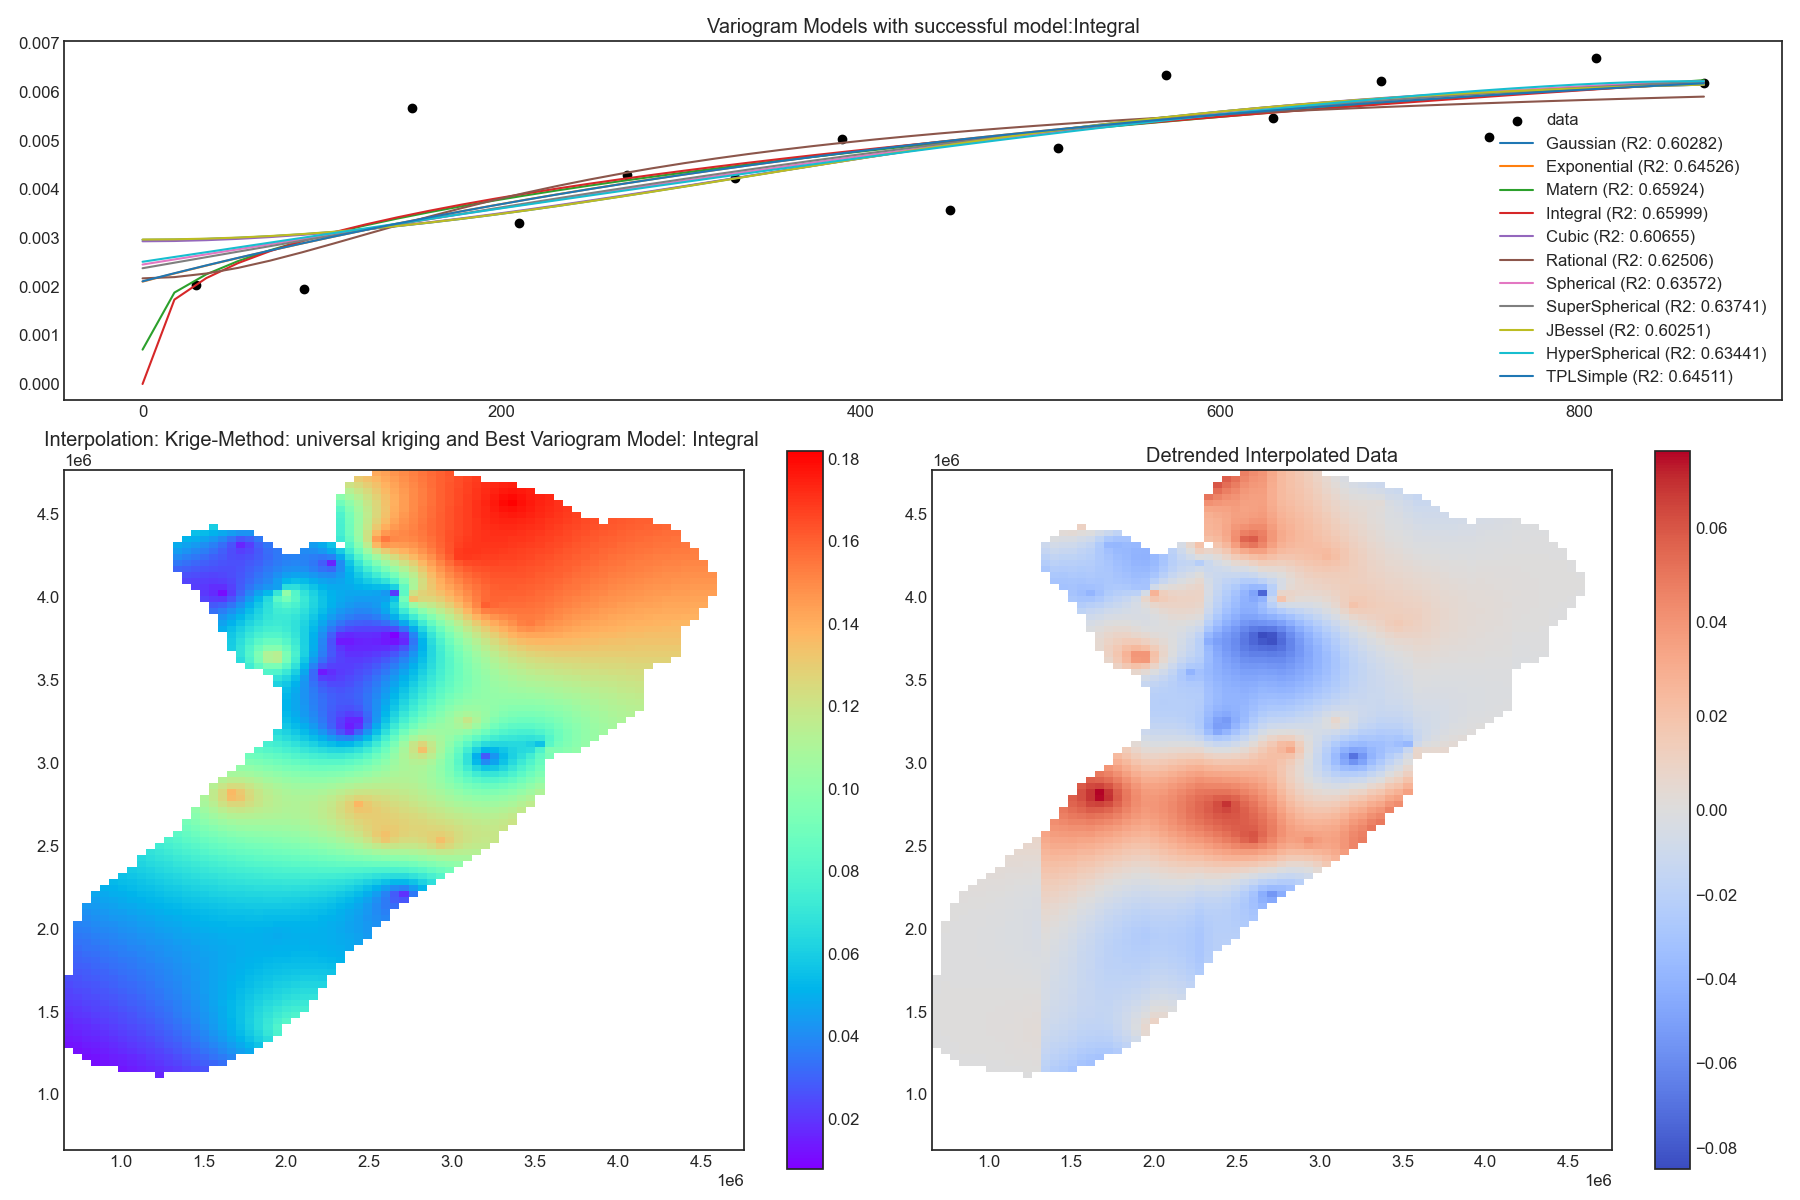 Variogram Models with successful model:Integral
0.007
0.006
0.005
0.004
0.003
0.002
0.001
0.000
0 200 400 600 800
data
Gaussian (R2: 0.60282)
Exponential (R2: 0.64526)
Matern (R2: 0.65924)
Integral (R2: 0.65999)
Cubic (R2: 0.60655)
Rational (R2: 0.62506)
Spherical (R2: 0.63572)
SuperSpherical (R2: 0.63741)
JBessel (R2: 0.60251)
HyperSpherical (R2: 0.63441)
TPLSimple (R2: 0.64511)
Interpolation: Krige-Method: universal kriging and Best Variogram Model: Integral
1e6
4.5
4.0
3.5
3.0
2.5
2.0
1.5
1.0
1.0 1.5 2.0 2.5 3.0 3.5 4.0 4.5
1e6
0.18
0.16
0.14
0.12
0.10
0.08
0.06
0.04
0.02
Detrended Interpolated Data
1e6
4.5
4.0
3.5
3.0
2.5
2.0
1.5
1.0
1.0 1.5 2.0 2.5 3.0 3.5 4.0 4.5
1e6
0.06
0.04
0.02
0.00
−0.02
−0.04
−0.06
−0.08